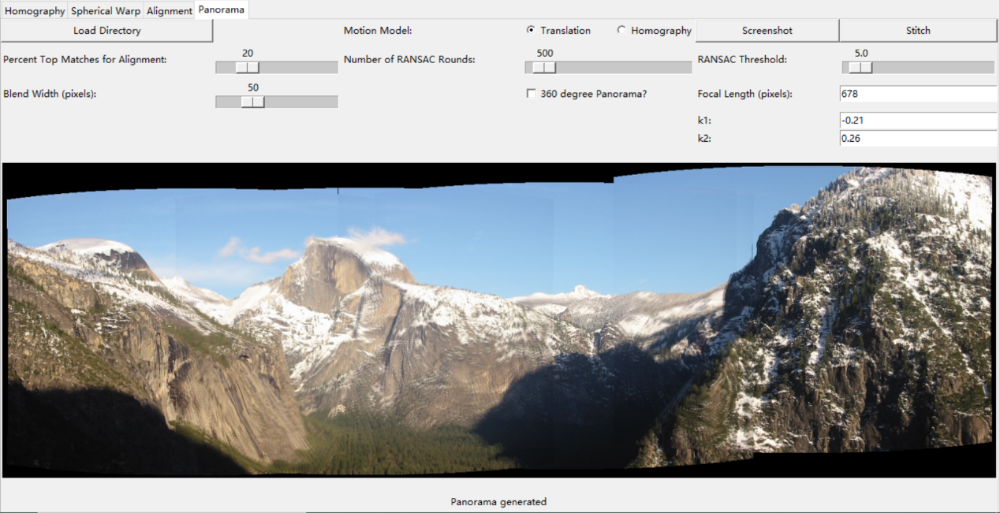 Homography Spherical Warp Alignment Panorama
Load Directory Motion Model: Translation Homography Screenshot Stitch
20 500 5.0
Percent Top Matches for Alignment: Number of RANSAC Rounds: RANSAC Threshold:
50
Blend Width (pixels): 360 degree Panorama? Focal Length (pixels): 678
k1: -0.21
k2: 0.26
Panorama generated